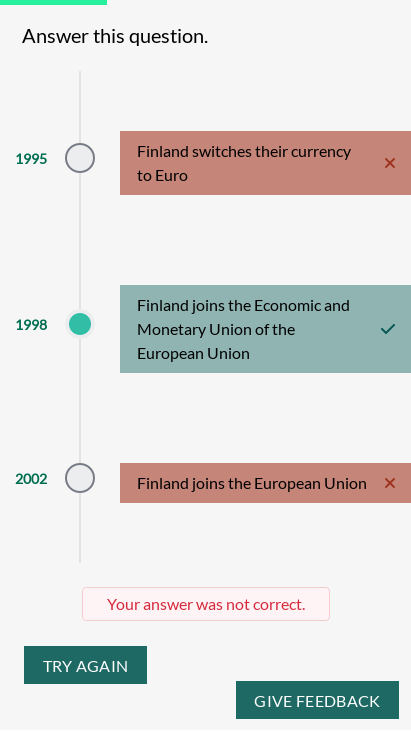 Answer this question.
1995
Finland switches their currency
to Euro
1998
Finland joins the Economic and
Monetary Union of the
European Union
2002
Finland joins the European Union
Your answer was not correct.
TRY AGAIN
GIVE FEEDBACK